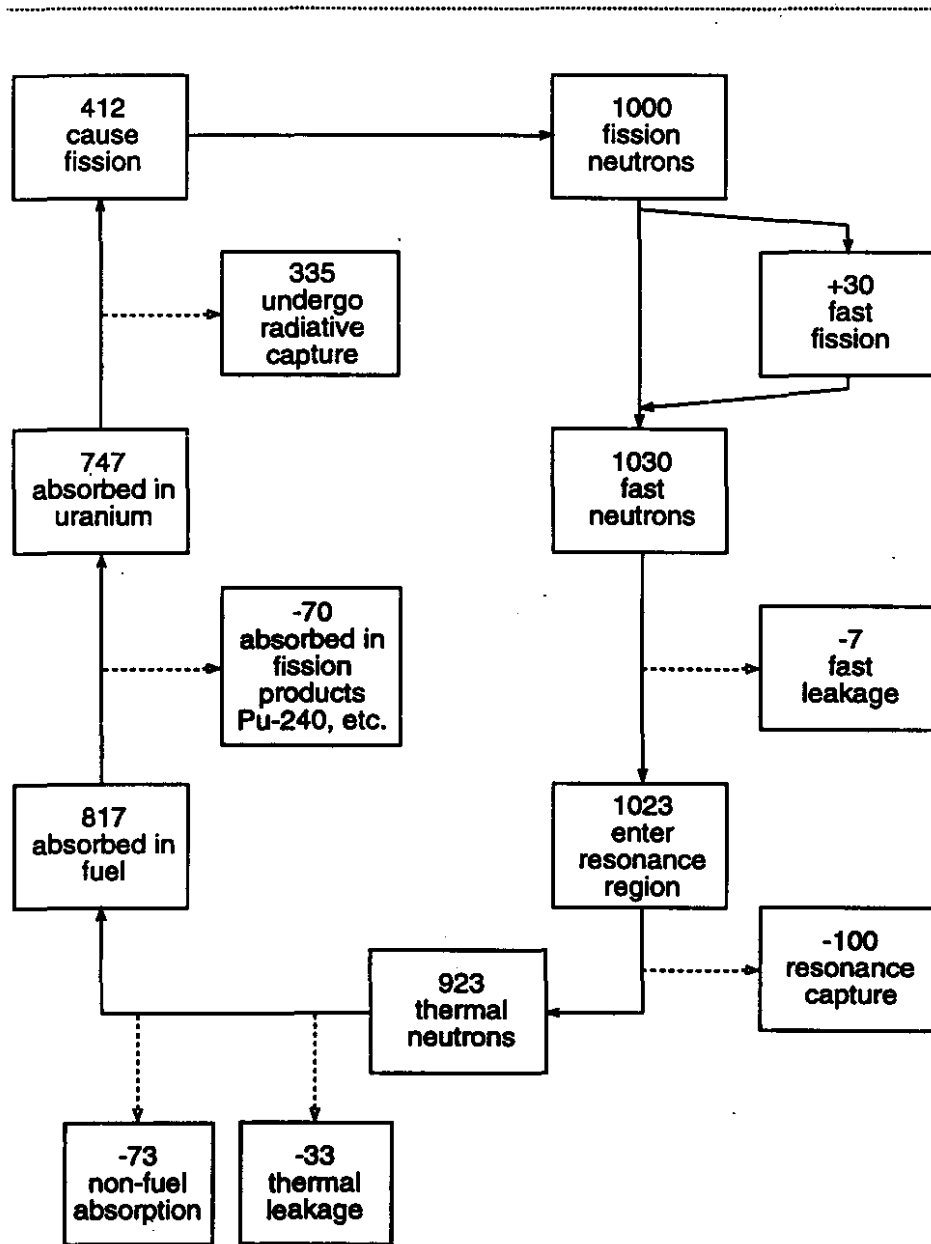 412
cause
fission
1000
fission
neutrons
+30
fast
fission
335
undergo
radiative
capture
1030
fast
neutrons
747
absorbed in
uranium
-70
absorbed in
fission
products
Pu-240, etc.
-7
fast
leakage
1023
enter
resonance
region
817
absorbed in
fuel
-100
resonance
capture
923
thermal
neutrons
-73
non-fuel
absorption
-33
thermal
leakage